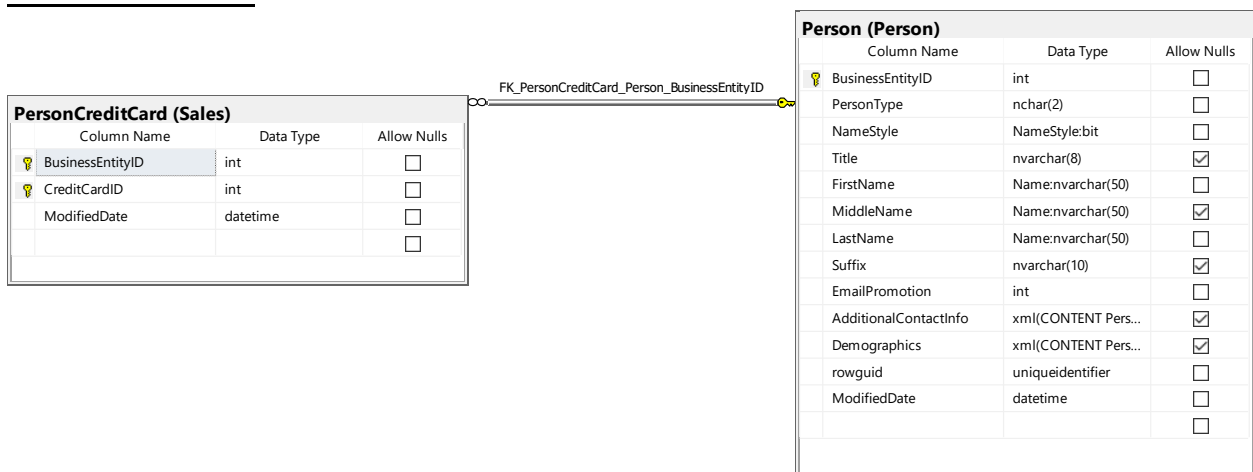 PersonCreditCard (Sales)
Column Name Data Type Allow Nulls
BusinessEntityID int
CreditCardID int
ModifiedDate datetime
FK_PersonCreditCard_Person_BusinessEntityID
Person (Person)
Column Name Data Type Allow Nulls
BusinessEntityID int
PersonType nchar(2)
NameStyle NameStyle:bit
Title nvarchar(8)
FirstName Name:nvarchar(50)
MiddleName Name:nvarchar(50)
LastName Name:nvarchar(50)
Suffix nvarchar(10)
EmailPromotion int
AdditionalContactInfo xml(CONTENT Pers...
Demographics xml(CONTENT Pers...
rowguid uniqueidentifier
ModifiedDate datetime